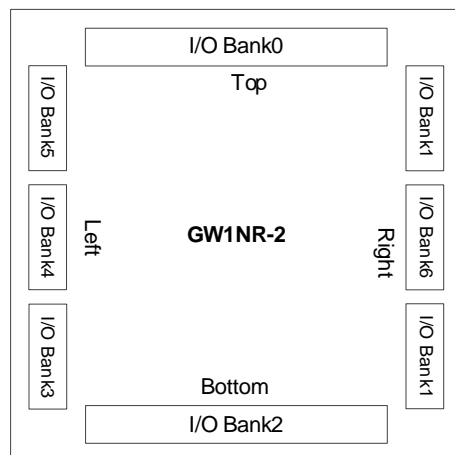 I/O Bank0
Top
I/O Bank5
I/O Bank1
I/O Bank4
Left
GW1NR-2
Right
I/O Bank6
I/O Bank3
I/O Bank1
Bottom
I/O Bank2